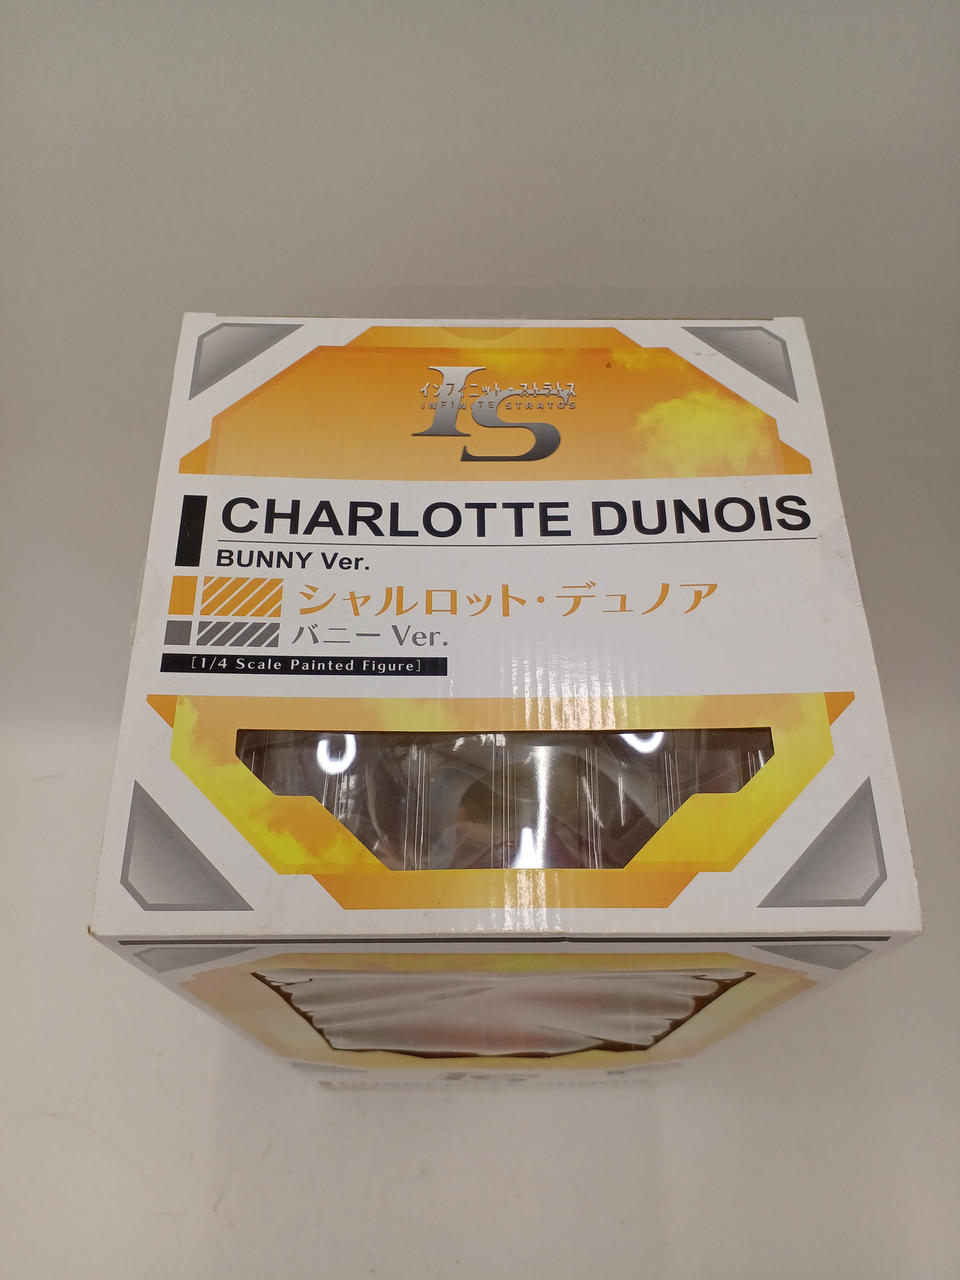 IS
インフィニット・ストラトス
INFINITE STRATOS
CHARLOTTE DUNOIS
BUNNY Ver.
シャルロット・デュノア
バニー Ver.
[1/4 Scale Painted Figure]
CHARLOTTE DUNOIS